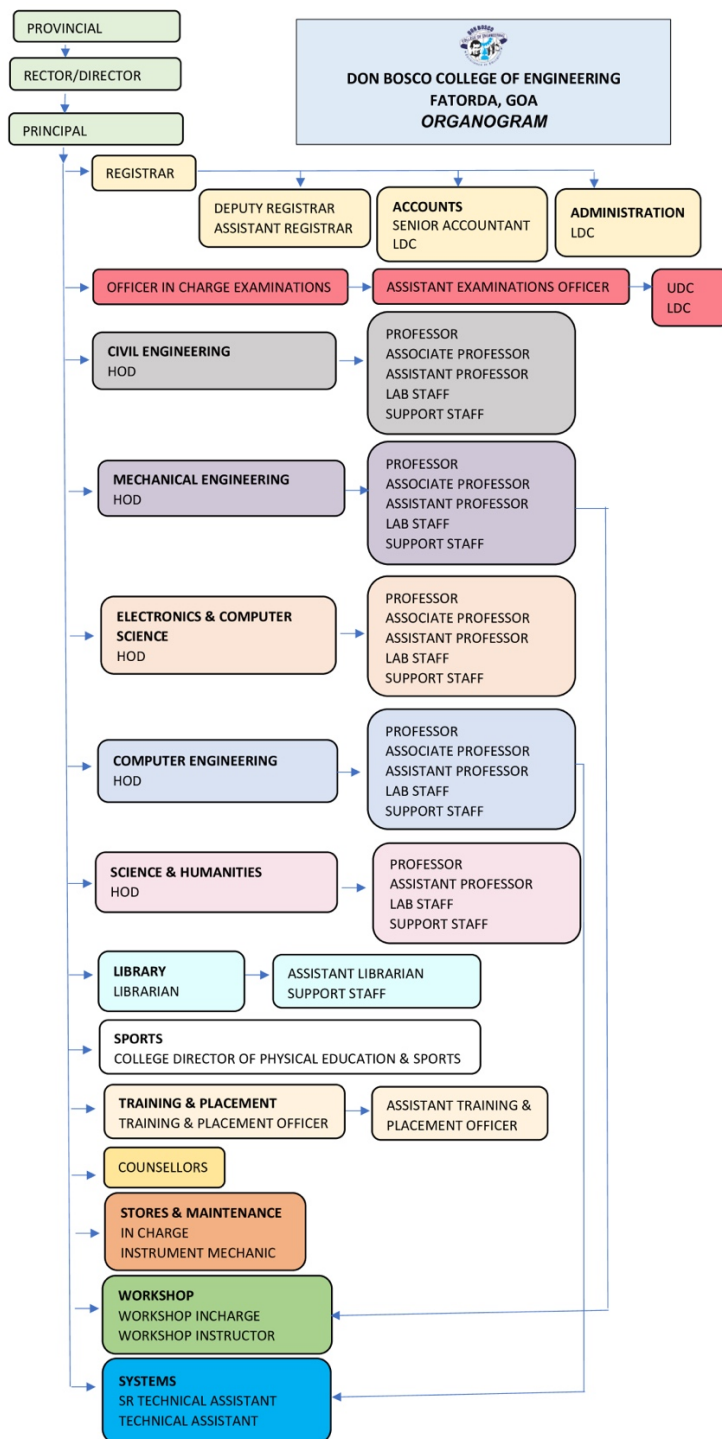 PROVINCIAL
RECTOR/DIRECTOR
PRINCIPAL
DON BOSCO
DON BOSCO COLLEGE OF ENGINEERING
FATORDA, GOA
ORGANOGRAM
REGISTRAR
DEPUTY REGISTRAR
ASSISTANT REGISTRAR
ACCOUNTS
SENIOR ACCOUNTANT
LDC
ADMINISTRATION
LDC
OFFICER IN CHARGE EXAMINATIONS
ASSISTANT EXAMINATIONS OFFICER
UDC
LDC
CIVIL ENGINEERING
HOD
PROFESSOR
ASSOCIATE PROFESSOR
ASSISTANT PROFESSOR
LAB STAFF
SUPPORT STAFF
MECHANICAL ENGINEERING
HOD
PROFESSOR
ASSOCIATE PROFESSOR
ASSISTANT PROFESSOR
LAB STAFF
SUPPORT STAFF
ELECTRONICS & COMPUTER
SCIENCE
HOD
PROFESSOR
ASSOCIATE PROFESSOR
ASSISTANT PROFESSOR
LAB STAFF
SUPPORT STAFF
COMPUTER ENGINEERING
HOD
PROFESSOR
ASSOCIATE PROFESSOR
ASSISTANT PROFESSOR
LAB STAFF
SUPPORT STAFF
SCIENCE & HUMANITIES
HOD
PROFESSOR
ASSISTANT PROFESSOR
LAB STAFF
SUPPORT STAFF
LIBRARY
LIBRARIAN
ASSISTANT LIBRARIAN
SUPPORT STAFF
SPORTS
COLLEGE DIRECTOR OF PHYSICAL EDUCATION & SPORTS
TRAINING & PLACEMENT
TRAINING & PLACEMENT OFFICER
ASSISTANT TRAINING &
PLACEMENT OFFICER
COUNSELLORS
STORES & MAINTENANCE
IN CHARGE
INSTRUMENT MECHANIC
WORKSHOP
WORKSHOP INCHARGE
WORKSHOP INSTRUCTOR
SYSTEMS
SR TECHNICAL ASSISTANT
TECHNICAL ASSISTANT